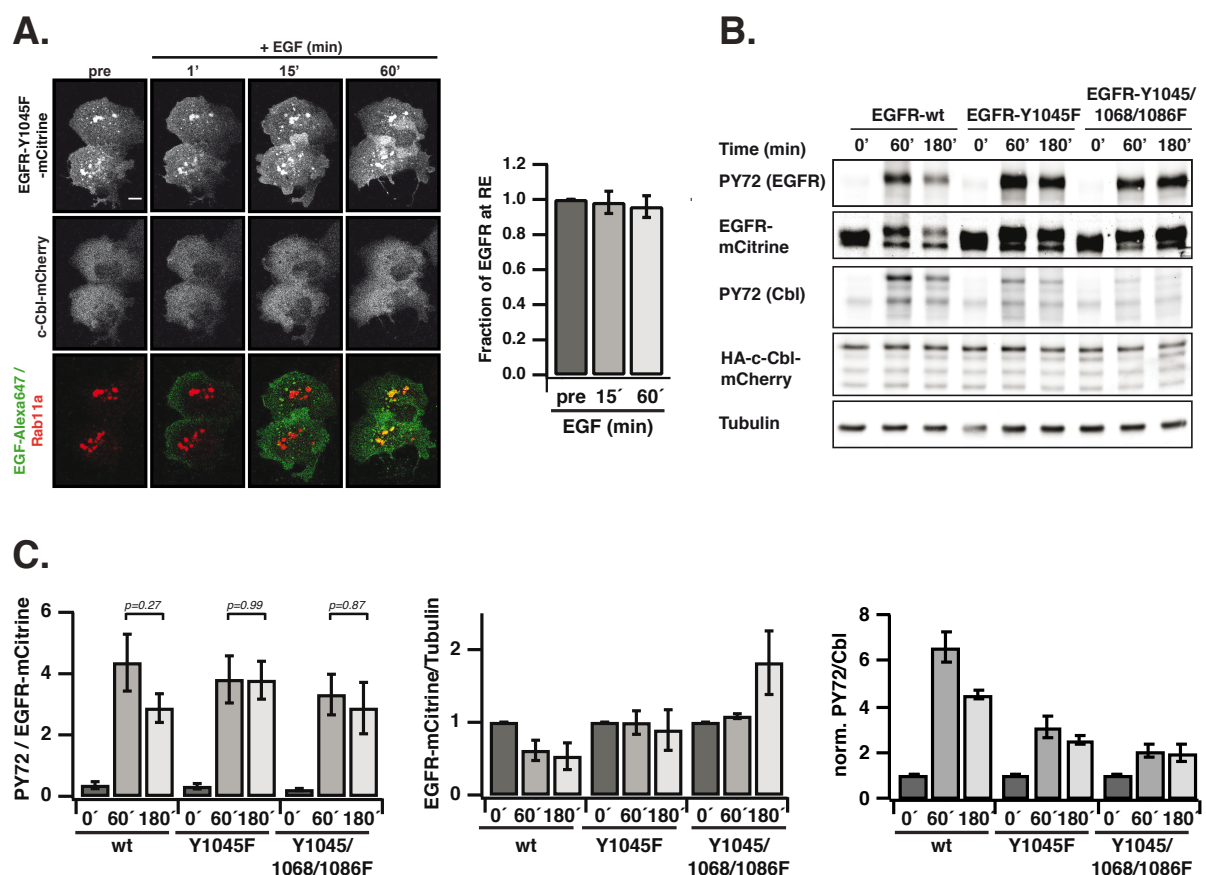 A.
+ EGF (min)
pre 1’ 15’ 60’
EGFR-Y1045F
-mCitrine
c-Cbl-mCherry
EGF-Alexa647 /
Rab11a
Fraction of EGFR at RE
1.2
1.0
0.8
0.6
0.4
0.2
0.0
pre 15´ 60´
EGF (min)
B.
EGFR-wt EGFR-Y1045F EGFR-Y1045/
1068/1086F
Time (min) 0’ 60’ 180’ 0’ 60’ 180’ 0’ 60’ 180’
PY72 (EGFR)
EGFR-
mCitrine
PY72 (Cbl)
HA-c-Cbl-
mCherry
Tubulin
C.
PY72 / EGFR-mCitrine
6
4
2
0
p=0.27 p=0.99 p=0.87
0´ 60´ 180´ 0´ 60´ 180´ 0´ 60´ 180´
wt Y1045F Y1045/
1068/1086F
EGFR-mCitrine/Tubulin
2
1
0
0´ 60´ 180´ 0´ 60´ 180´ 0´ 60´ 180´
wt Y1045F Y1045/
1068/1086F
norm. PY72/Cbl
8
6
4
2
0
0´ 60´ 180´ 0´ 60´ 180´ 0´ 60´ 180´
wt Y1045F Y1045/
1068/1086F